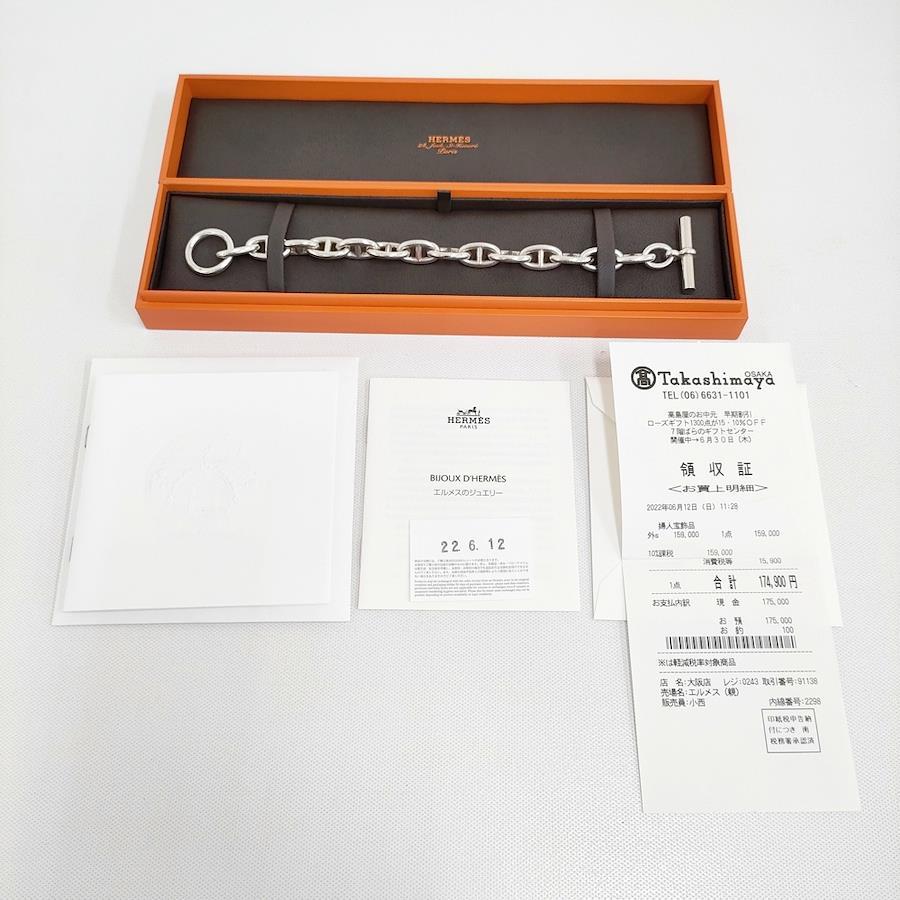 HERMÈS
24, Faub. St Honoré
Paris
HERMÈS
PARIS
BIJOUX D'HERMÈS
エルメスのジュエリー
22. 6. 12
高 Takashimaya
OSAKA
TEL (06) 6631-1101
高島屋のお中元 早期割引
ローズギフト1300点が15・10%OFF
7階ばらのギフトセンター
開催中→6月30日(木)
領収証
<お買上明細>
2022年06月12日(日) 11:28
婦人宝飾品
外s 159,000 1点 159,000
10%課税 159,000
消費税等 15,900
1点 合計 174,900円
お支払内訳 現金 175,000
お預 175,000
お釣 100
※は軽減税率対象商品
店 名:大阪店 レジ:0243 取引番号:91138
売場名:エルメス(親)
販売員:小西 内線番号:2298
印紙税申告納
付につき 南
税務署承認済